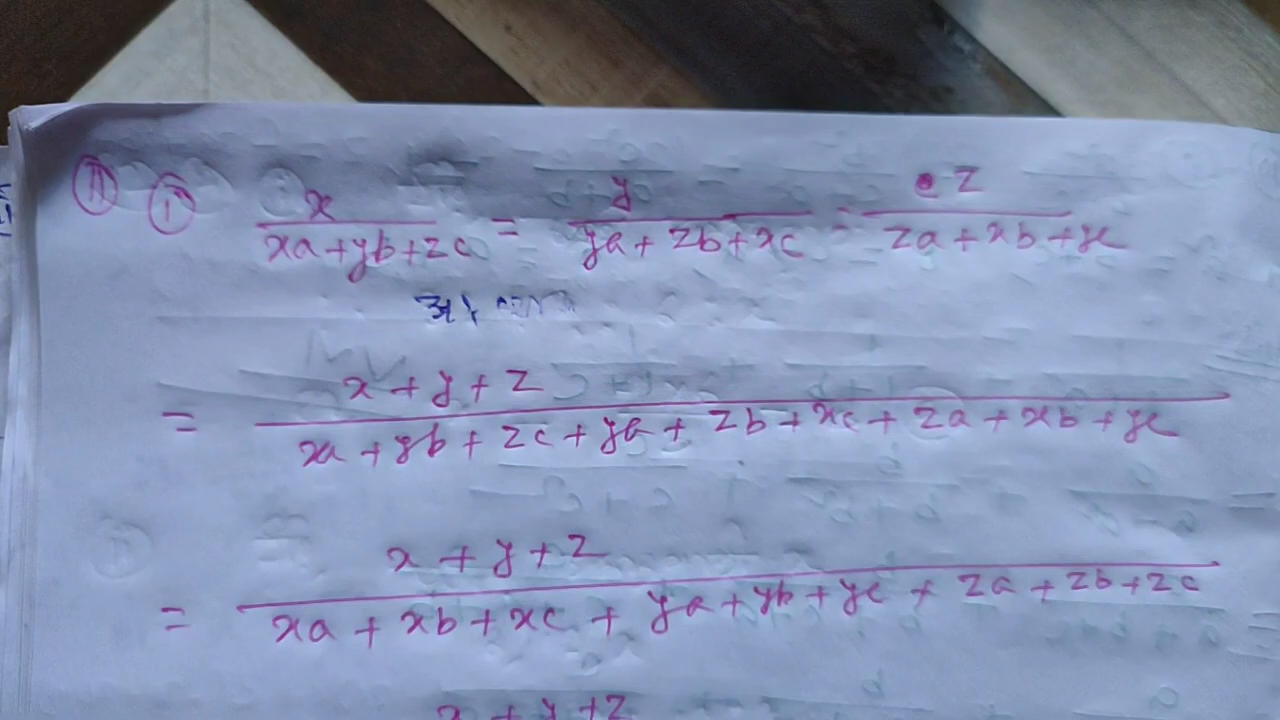 II i x/(xa+yb+zc) = y/(ya+zb+xc) = z/(za+xb+yc)
= x+y+z/(xa+yb+zc+ya+zb+xc+za+xb+yc)
= x+y+z/(xa+xb+xc+ya+yb+yc+za+zb+zc)
x+y+z